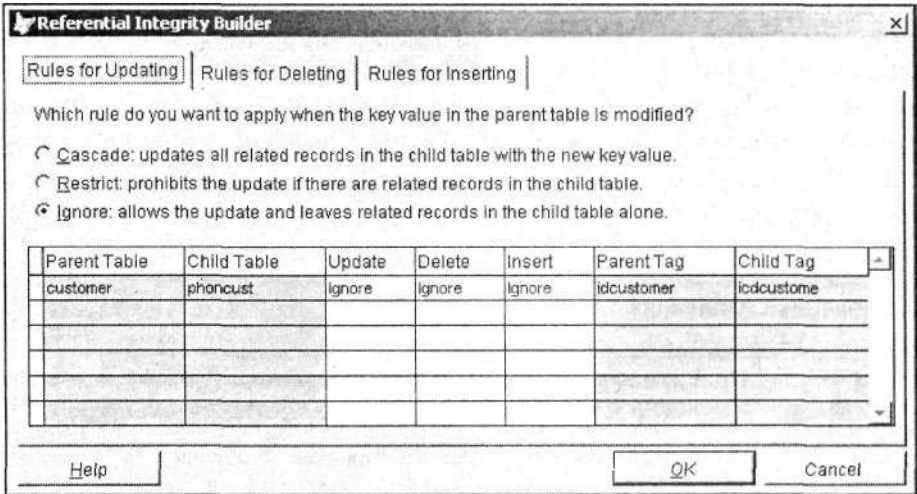 Referential Integrity Builder
Rules for Updating Rules for Deleting Rules for Inserting
Which rule do you want to apply when the key value in the parent table is modified?
Cascade: updates all related records in the child table with the new key value.
Restrict: prohibits the update if there are related records in the child table.
Ignore: allows the update and leaves related records in the child table alone.
Parent Table Child Table Update Delete Insert Parent Tag Child Tag
customer phoncust Ignore Ignore Ignore idcustomer icdcustome
Help OK Cancel